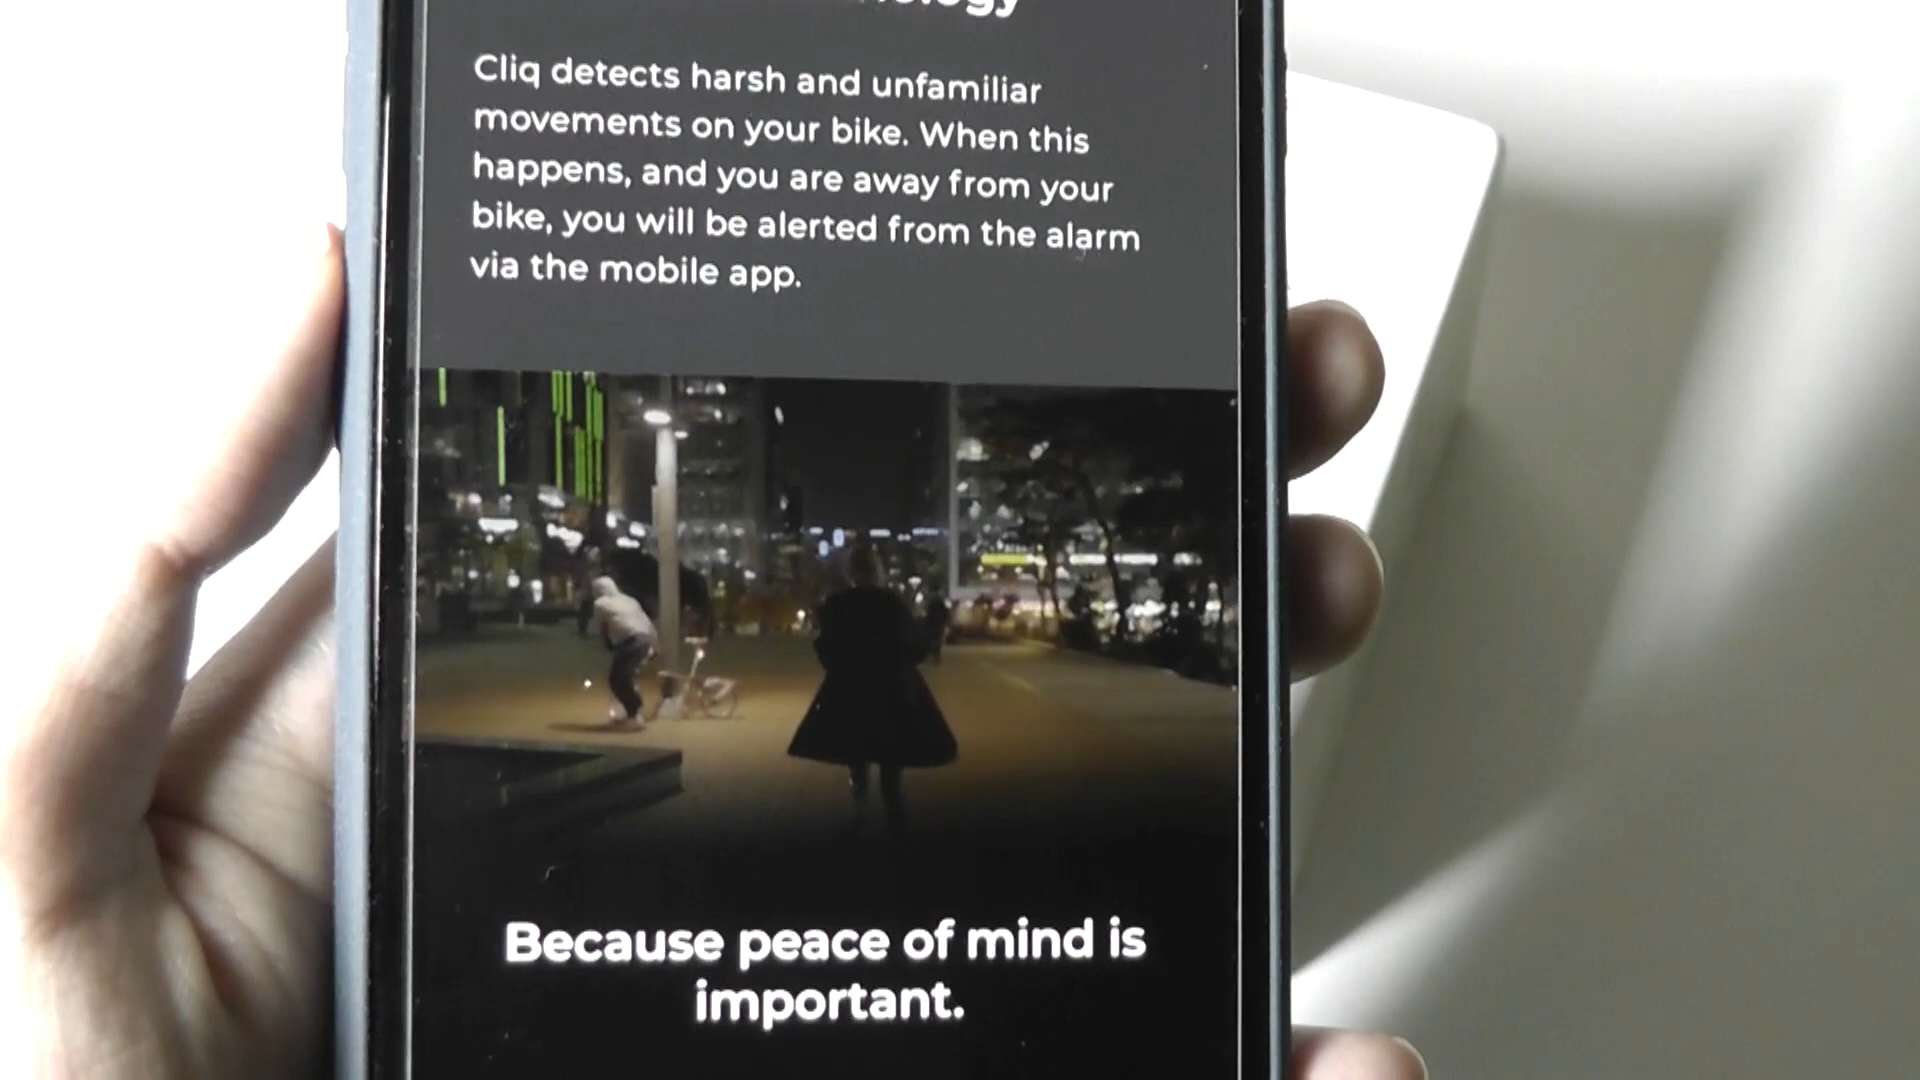 Cliq detects harsh and unfamiliar
movements on your bike. When this
happens, and you are away from your
bike, you will be alerted from the alarm
via the mobile app.
Because peace of mind is
important.